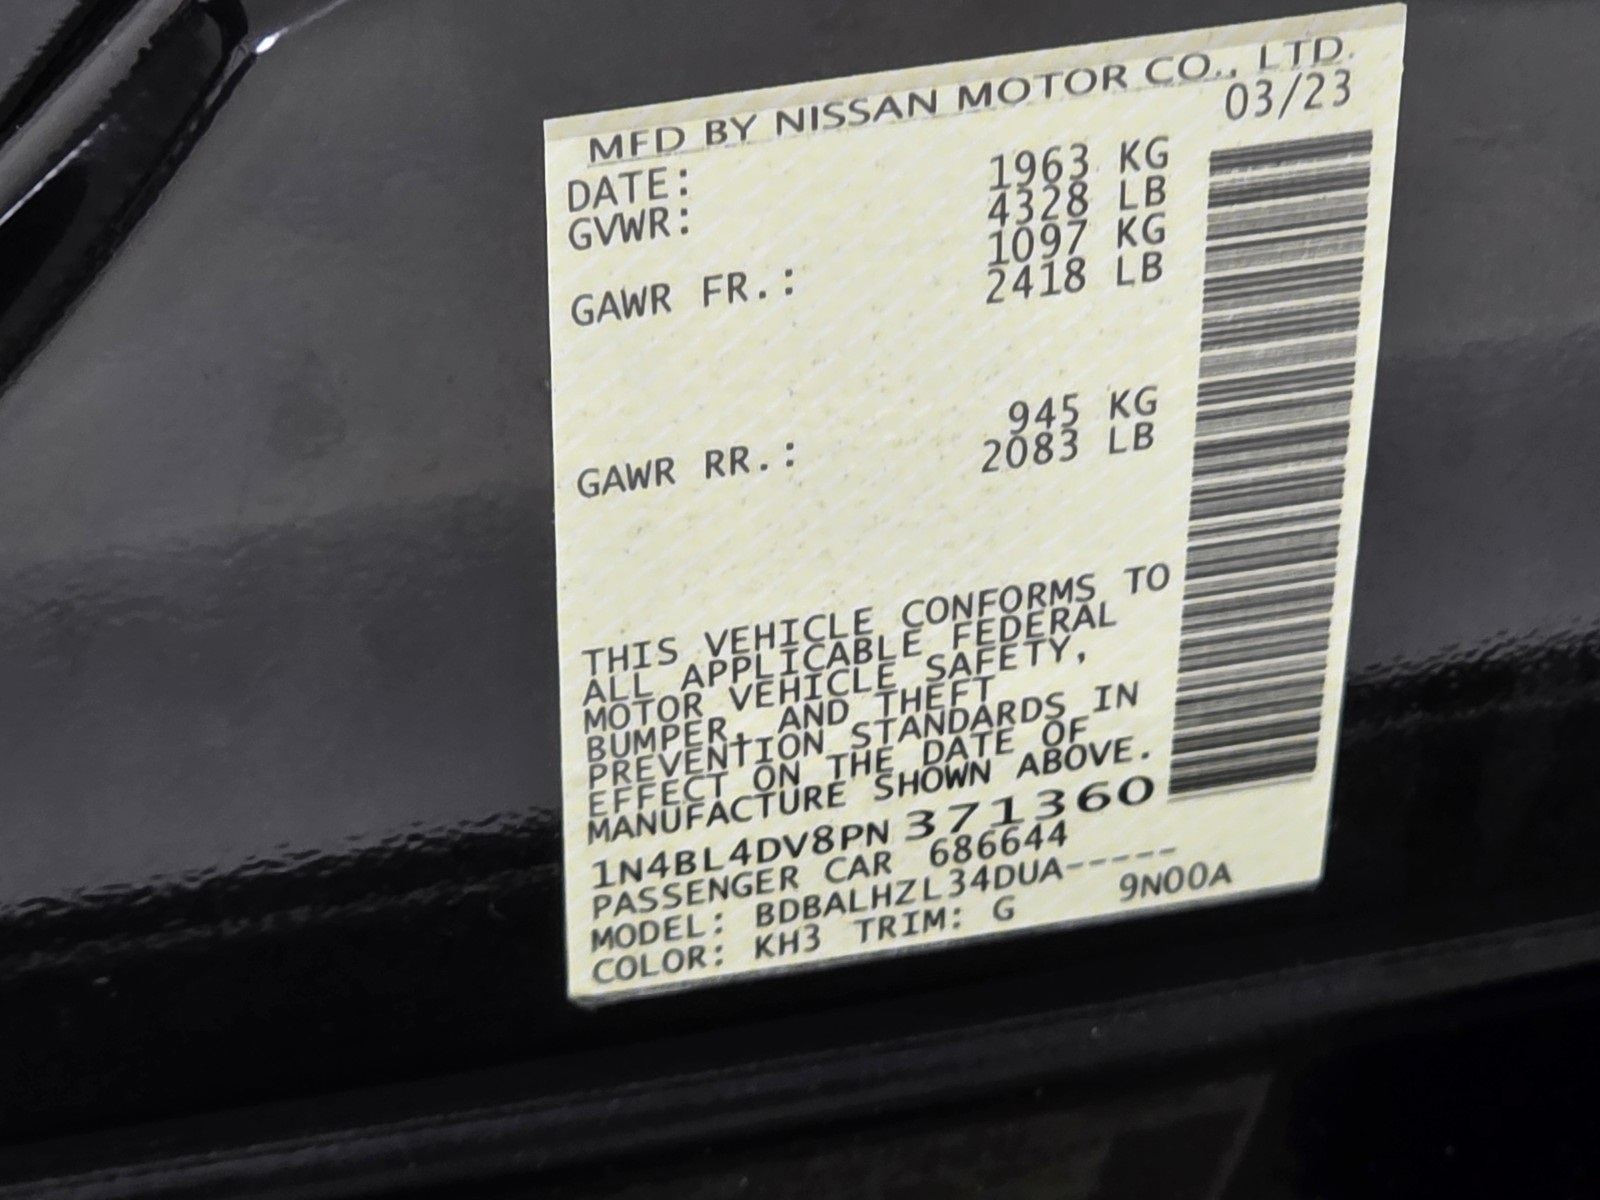 MFD BY NISSAN MOTOR CO., LTD.
DATE: 03/23
GVWR: 1963 KG
4328 LB
GAWR FR.: 1097 KG
2418 LB
GAWR RR.: 945 KG
2083 LB
THIS VEHICLE CONFORMS TO
ALL APPLICABLE FEDERAL
MOTOR VEHICLE SAFETY,
BUMPER, AND THEFT
PREVENTION STANDARDS IN
EFFECT ON THE DATE OF
MANUFACTURE SHOWN ABOVE.
1N4BL4DV8PN 371360
PASSENGER CAR 686644
MODEL: BDBALHZL34DUA-----
COLOR: KH3 TRIM: G 9N00A